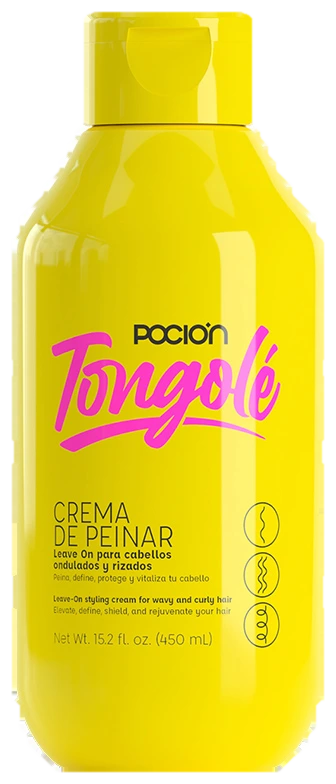 POCIÓN
Tongolé
CREMA
DE PEINAR
Leave On para cabellos
ondulados y rizados
Peina, define, protege y vitaliza tu cabello
Leave-On styling cream for wavy and curly hair
Elevate, define, shield, and rejuvenate your hair
Net Wt. 15.2 fl. oz. (450 mL)